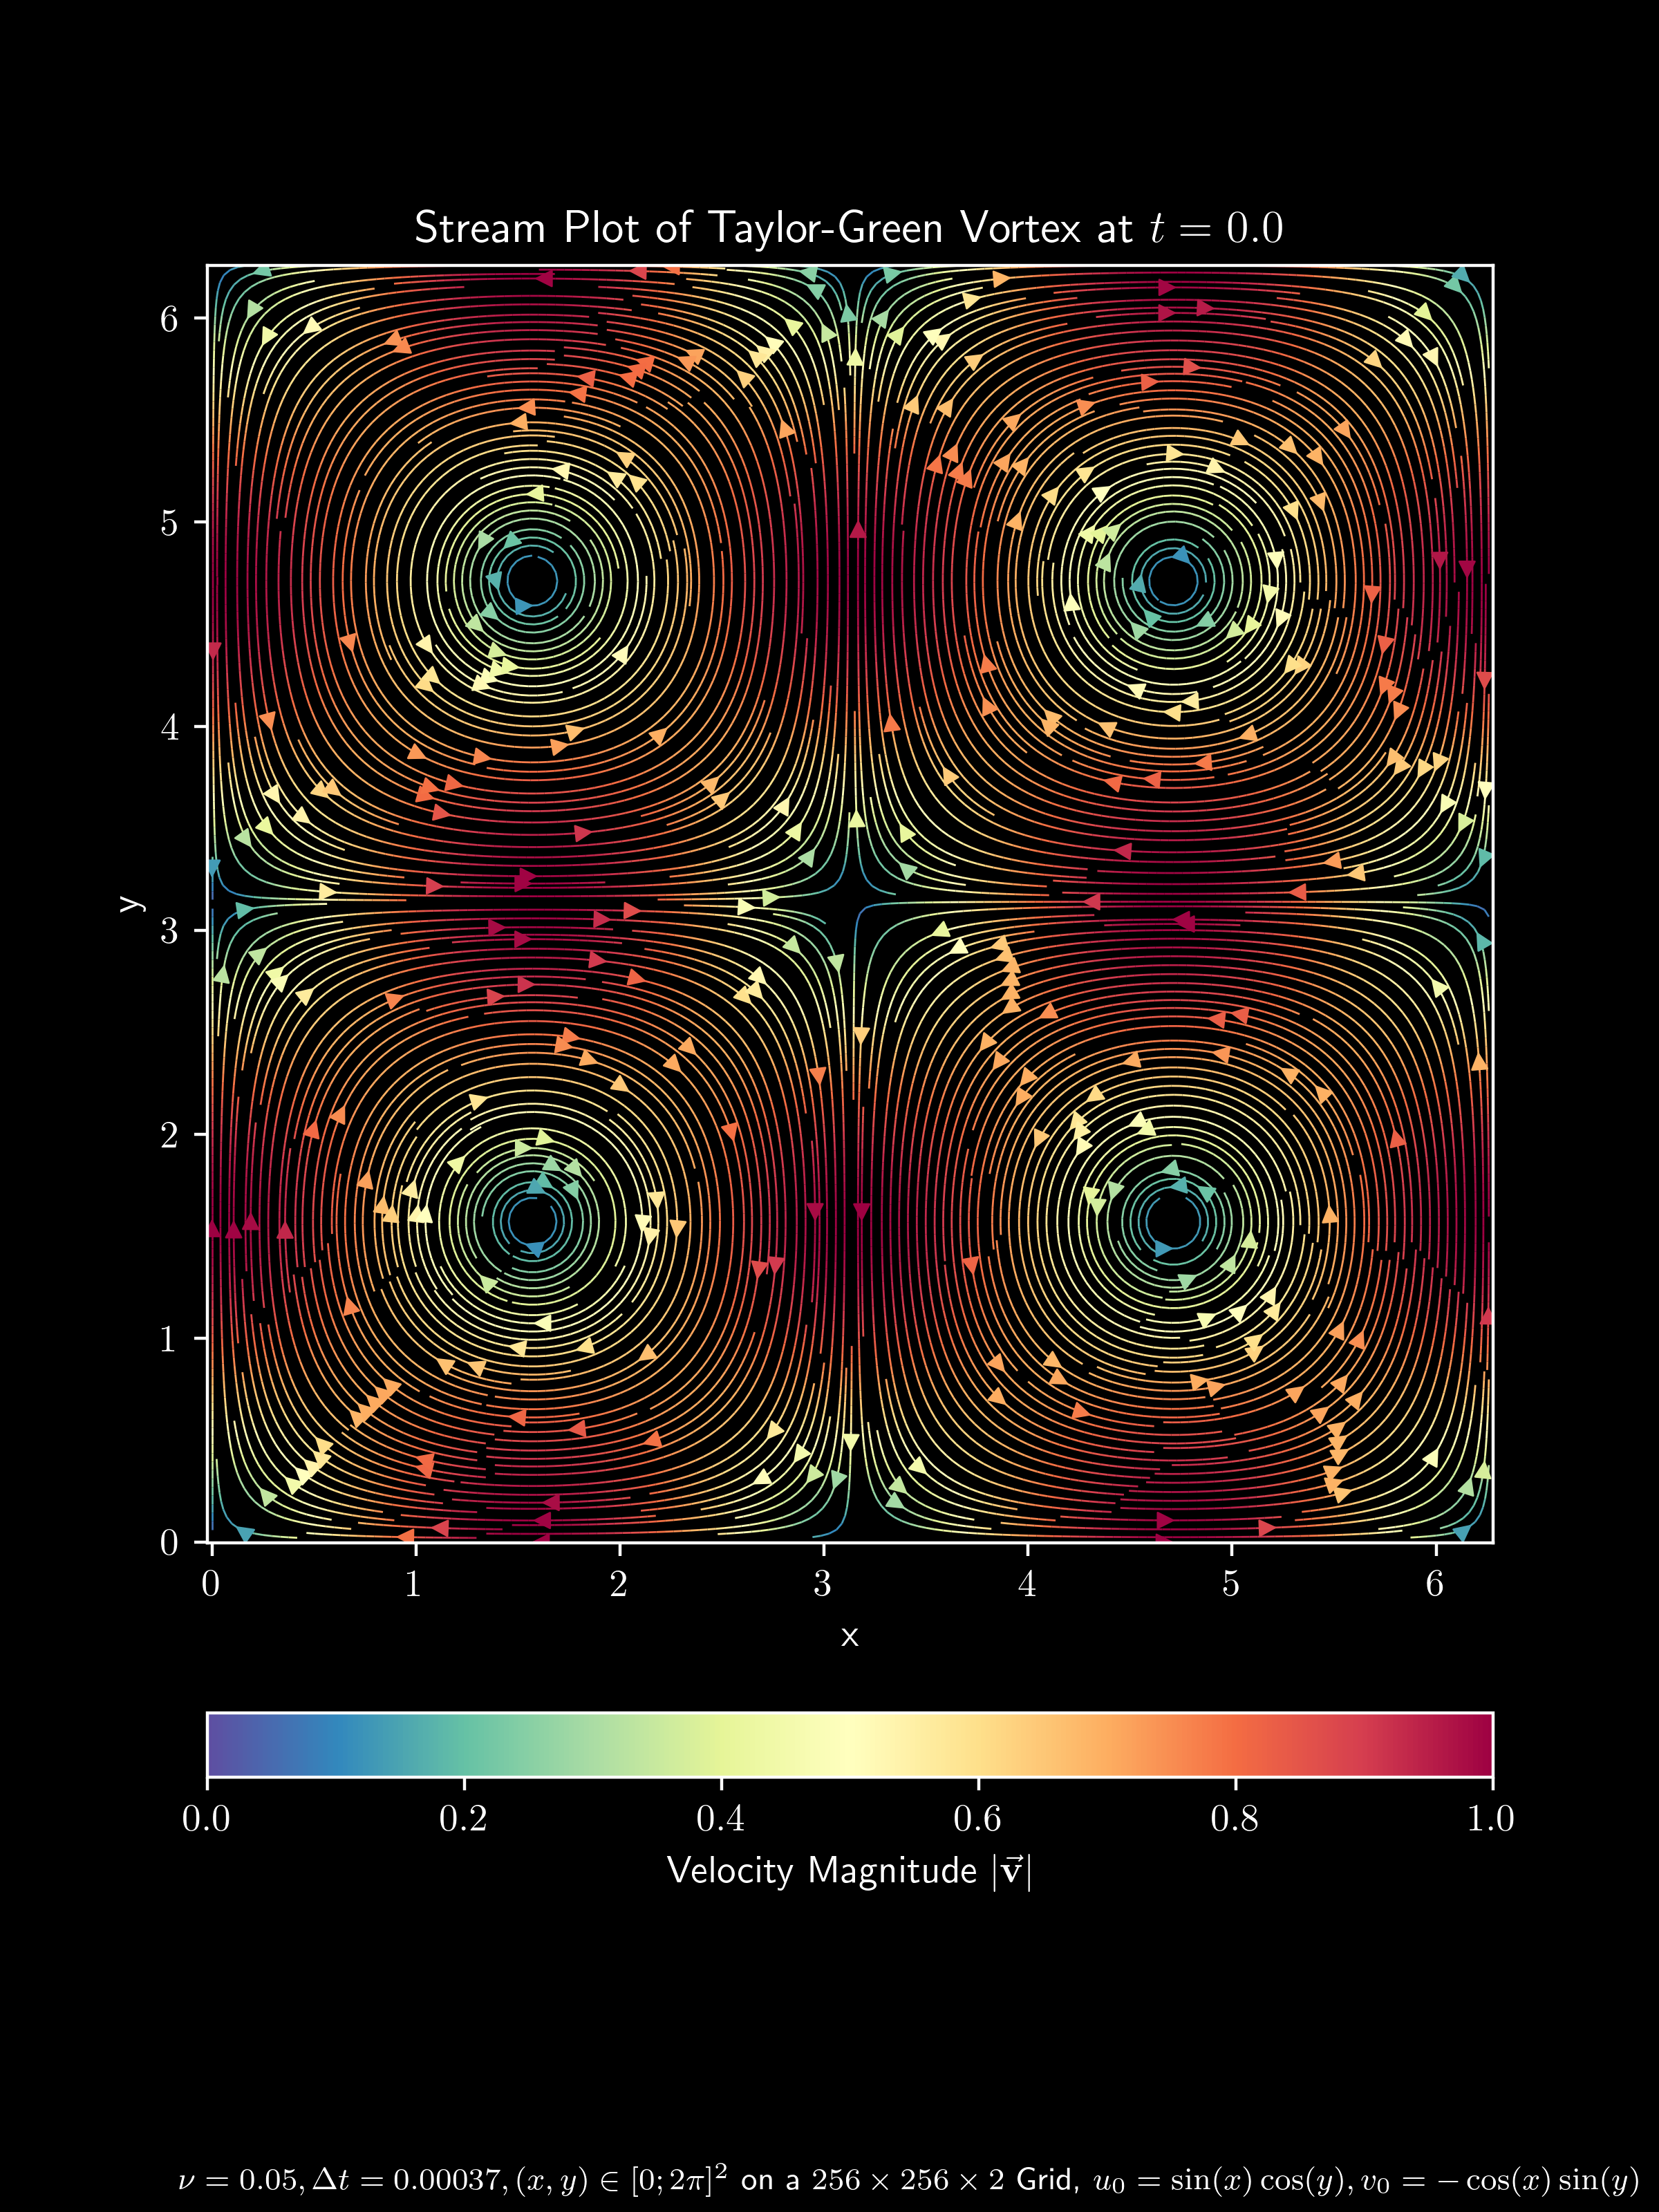 Stream Plot of Taylor-Green Vortex at t = 0.0
6
5
4
y
3
2
1
0
0 1 2 3 4 5 6
x
0.0 0.2 0.4 0.6 0.8 1.0
Velocity Magnitude |v⃗|
ν = 0.05, Δt = 0.00037, (x, y) ∈ [0; 2π]² on a 256 × 256 × 2 Grid, u₀ = sin(x) cos(y), v₀ = − cos(x) sin(y)